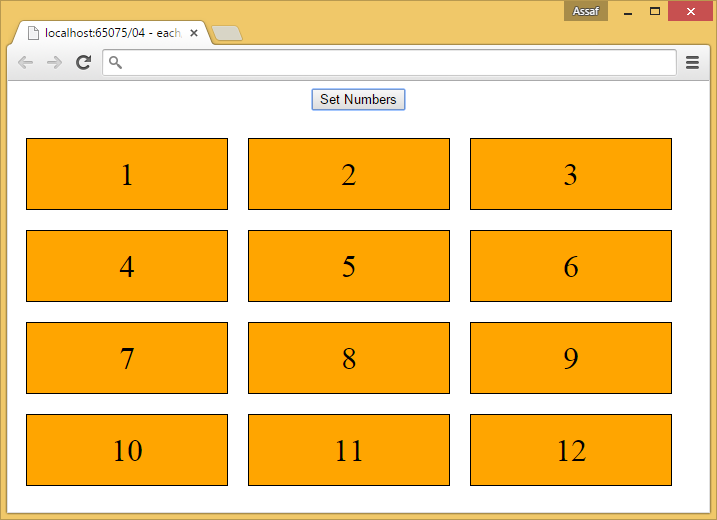 Assaf
localhost:65075/04 - each
Set Numbers
1 2 3
4 5 6
7 8 9
10 11 12